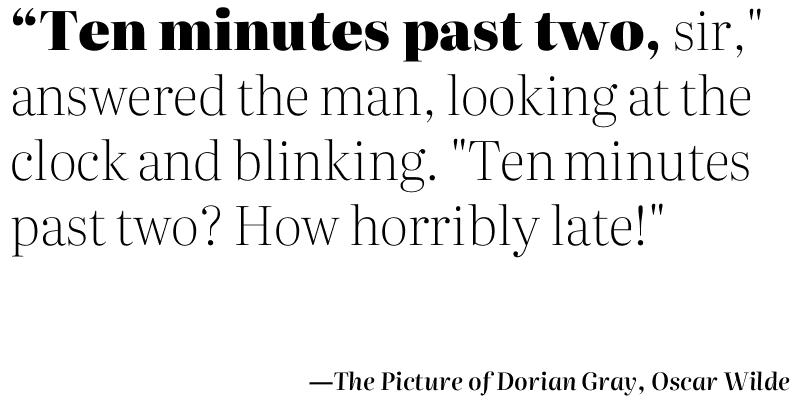 “Ten minutes past two, sir,"
answered the man, looking at the
clock and blinking. "Ten minutes
past two? How horribly late!"
—The Picture of Dorian Gray, Oscar Wilde